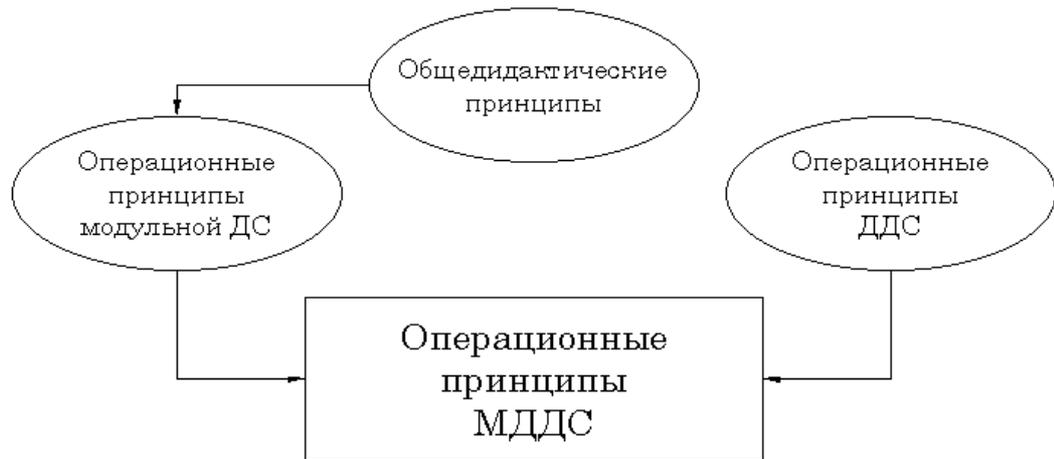 Общедидактические
принципы
Операционные
принципы
модульной ДС
Операционные
принципы
ДДС
Операционные
принципы
МДДС